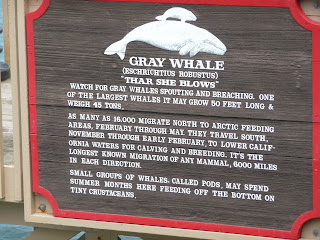 GRAY WHALE
(ESCHRICHTIUS ROBUSTUS)
"THAR SHE BLOWS"
WATCH FOR GRAY WHALES SPOUTING AND BREACHING. ONE
OF THE LARGEST WHALES IT MAY GROW 50 FEET LONG &
WEIGH 45 TONS.
AS MANY AS 16,000 MIGRATE NORTH TO ARCTIC FEEDING
AREAS, FEBRUARY THROUGH MAY. THEY TRAVEL SOUTH
NOVEMBER THROUGH EARLY FEBRUARY, TO LOWER CALIF-
ORNIA WATERS FOR CALVING AND BREEDING. IT'S THE
LONGEST KNOWN MIGRATION OF ANY MAMMAL, 6000 MILES
IN EACH DIRECTION.
SMALL GROUPS OF WHALES, CALLED PODS, MAY SPEND
SUMMER MONTHS HERE FEEDING OFF THE BOTTOM ON
TINY CRUSTACEANS.